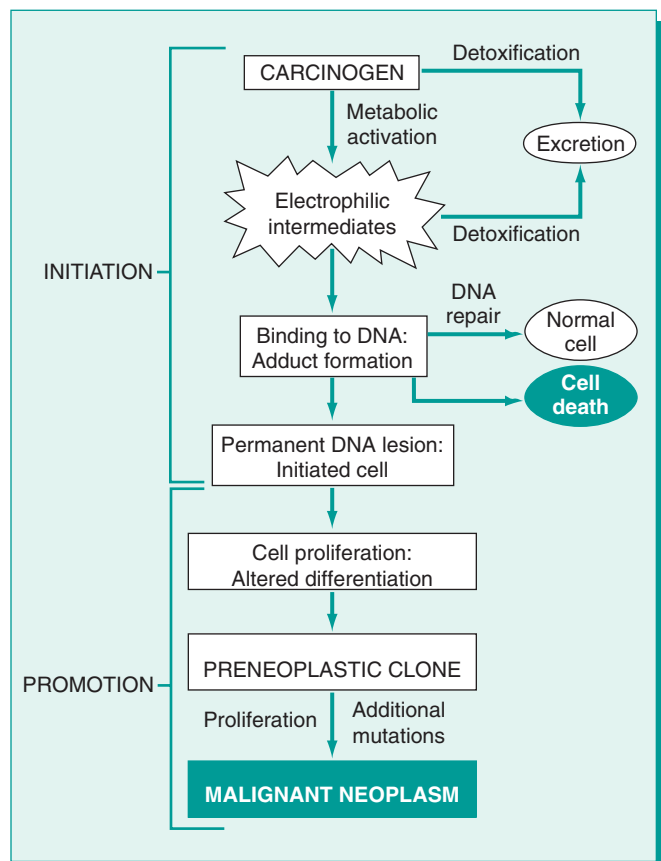 Detoxification
CARCINOGEN
Metabolic
activation
Excretion
Electrophilic
intermediates
Detoxification
INITIATION
DNA
repair
Binding to DNA:
Adduct formation
Normal
cell
Cell
death
Permanent DNA lesion:
Initiated cell
Cell proliferation:
Altered differentiation
PRENEOPLASTIC CLONE
PROMOTION
Proliferation
Additional
mutations
MALIGNANT NEOPLASM